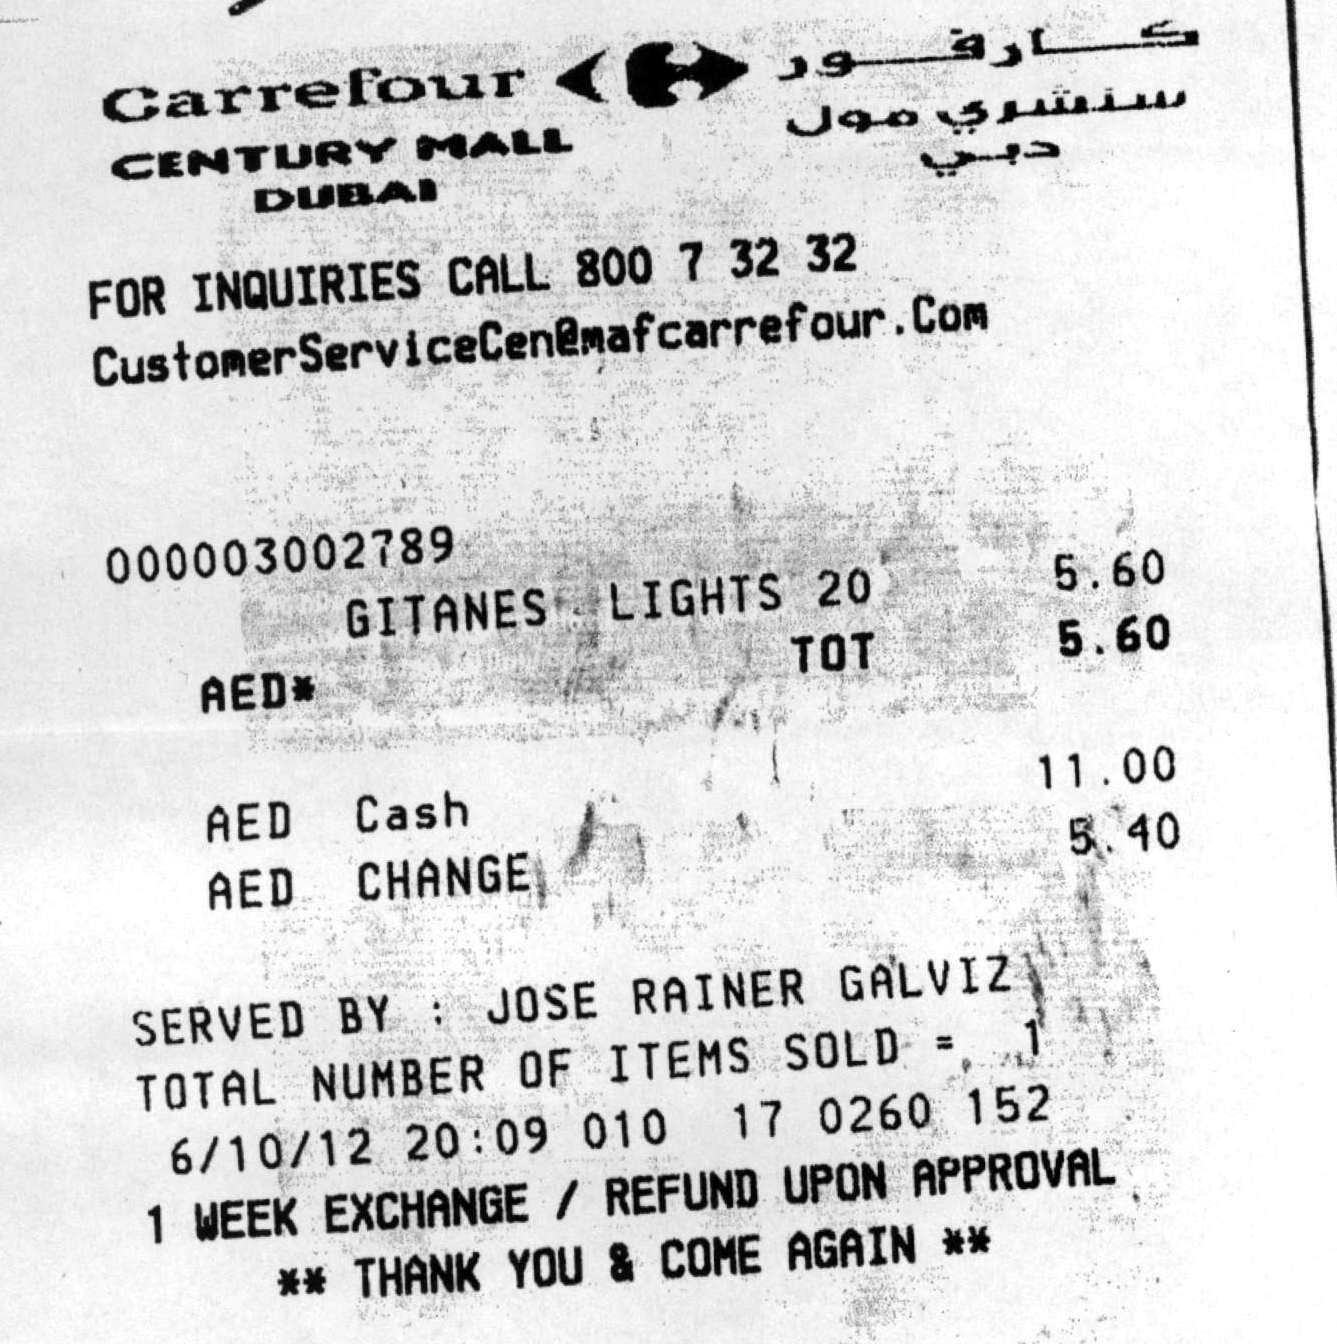 Carrefour كارفور
CENTURY MALL سنشري مول
DUBAI دبي
FOR INQUIRIES CALL 800 7 32 32
CustomerServiceCen@mafcarrefour.Com
000003002789
GITANES LIGHTS 20 5.60
AED* TOT 5.60
AED Cash 11.00
AED CHANGE 5.40
SERVED BY : JOSE RAINER GALVIZ
TOTAL NUMBER OF ITEMS SOLD = 1
6/10/12 20:09 010 17 0260 152
1 WEEK EXCHANGE / REFUND UPON APPROVAL
** THANK YOU & COME AGAIN **